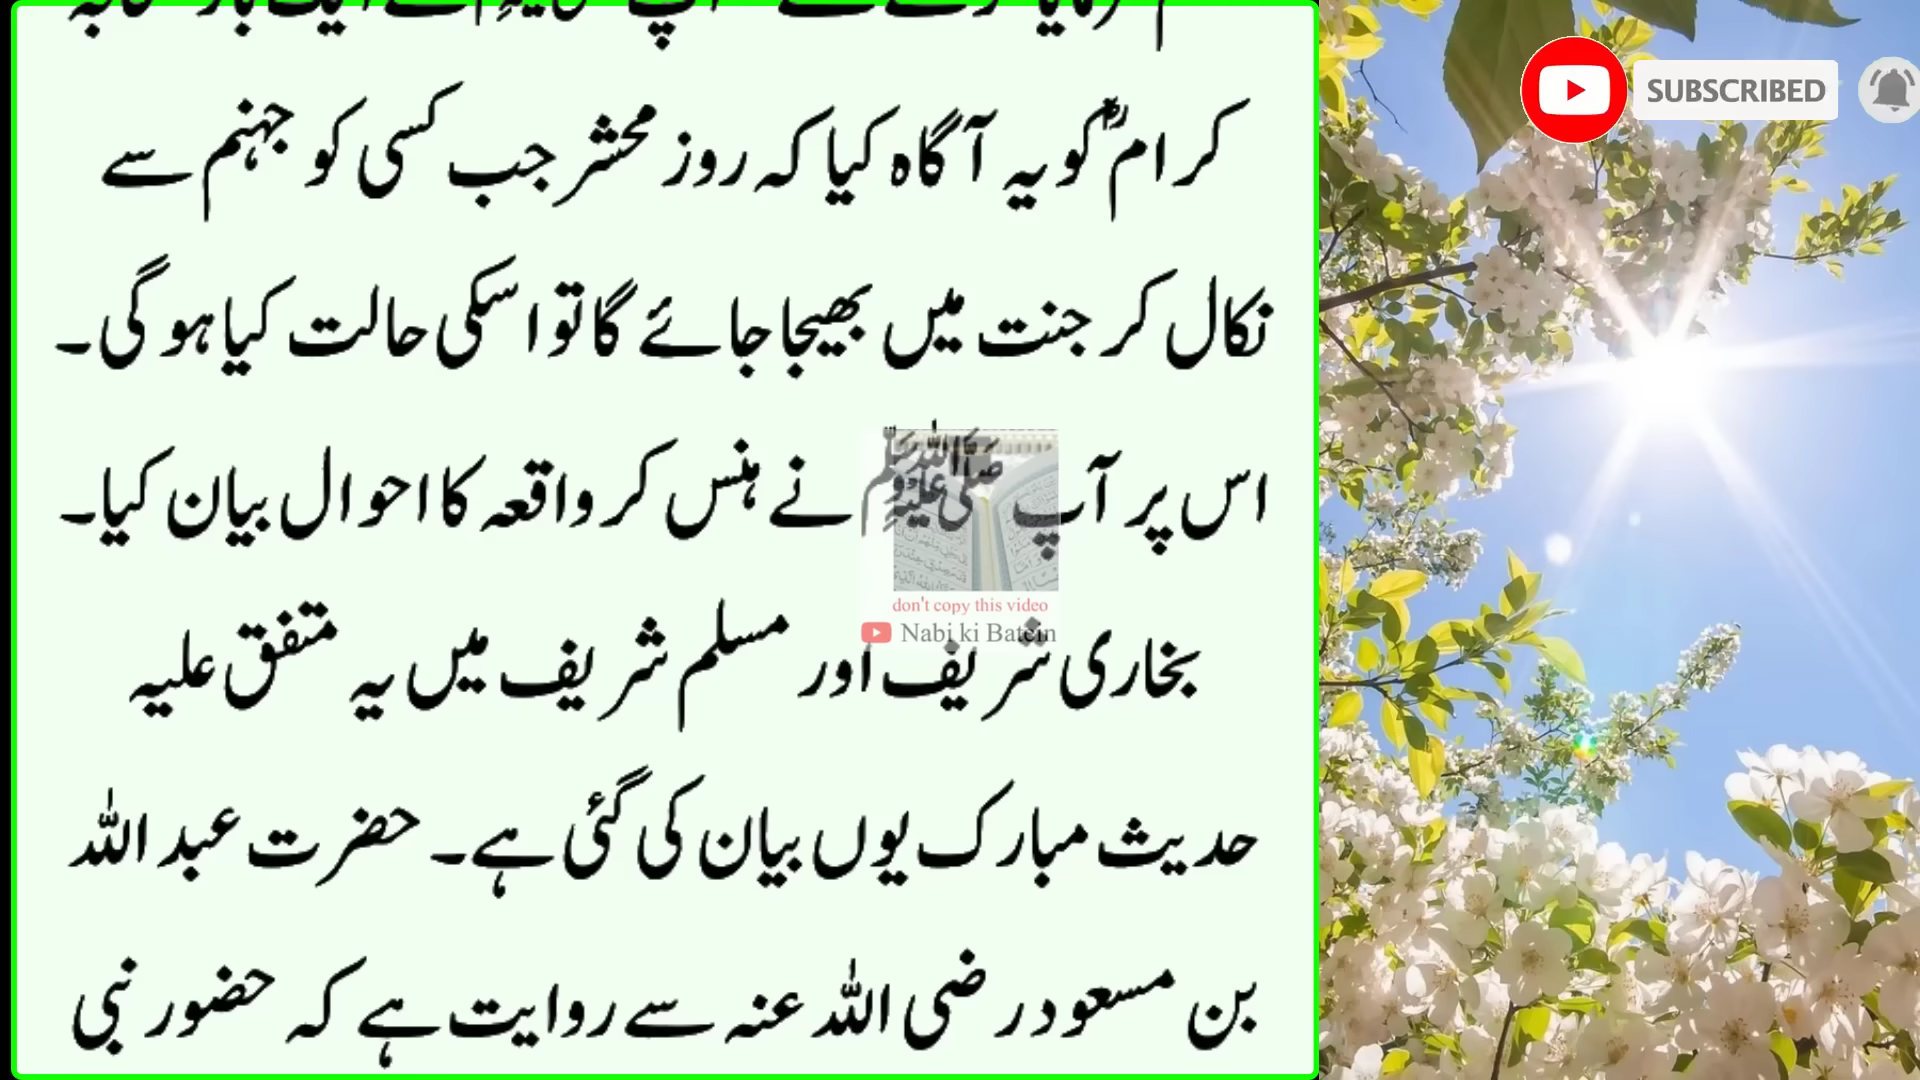 کرامؓ کو یہ آگاہ کیا کہ روز محشر جب کسی کو جہنم سے
نکال کر جنت میں بھیجا جائے گا تو اسکی حالت کیا ہو گی۔
اس پر آپ ﷺ نے ہنس کر واقعہ کا احوال بیان کیا۔
بخاری شریف اور مسلم شریف میں یہ متفق علیہ
حدیث مبارک یوں بیان کی گئی ہے۔ حضرت عبد اللہ
بن مسعود رضی اللہ عنہ سے روایت ہے کہ حضور نبی
don't copy this video
Nabi ki Batein
SUBSCRIBED